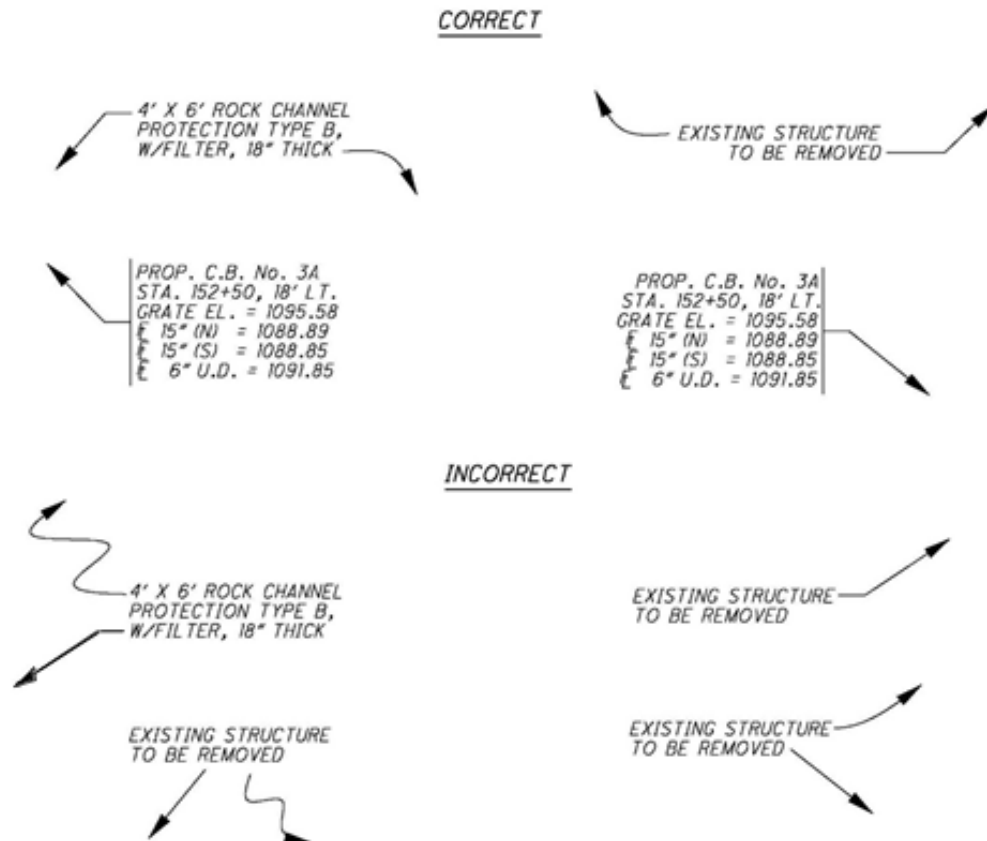 CORRECT
4' X 6' ROCK CHANNEL
PROTECTION TYPE B,
W/FILTER, 18" THICK
EXISTING STRUCTURE
TO BE REMOVED
PROP. C.B. No. 3A
STA. 152+50, 18' LT.
GRATE EL. = 1095.58
15" (N) = 1088.89
15" (S) = 1088.85
6" U.D. = 1091.85
PROP. C.B. No. 3A
STA. 152+50, 18' LT.
GRATE EL. = 1095.58
15" (N) = 1088.89
15" (S) = 1088.85
6" U.D. = 1091.85
INCORRECT
4' X 6' ROCK CHANNEL
PROTECTION TYPE B,
W/FILTER, 18" THICK
EXISTING STRUCTURE
TO BE REMOVED
EXISTING STRUCTURE
TO BE REMOVED
EXISTING STRUCTURE
TO BE REMOVED